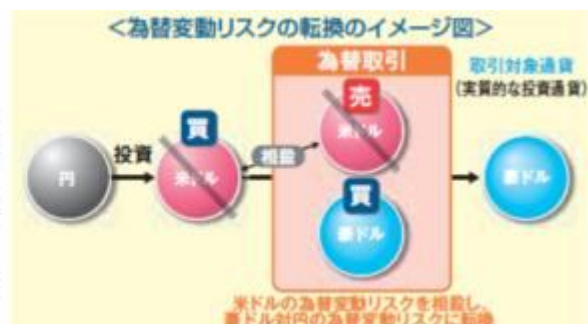 ＜為替変動リスクの転換のイメージ図＞
為替取引
取引対象通貨
(実質的な投資通貨)
売
米ドル
買
投資
相殺
円
米ドル
買
豪ドル
豪ドル
米ドルの為替変動リスクを相殺し、
豪ドル対円の為替変動リスクに転換